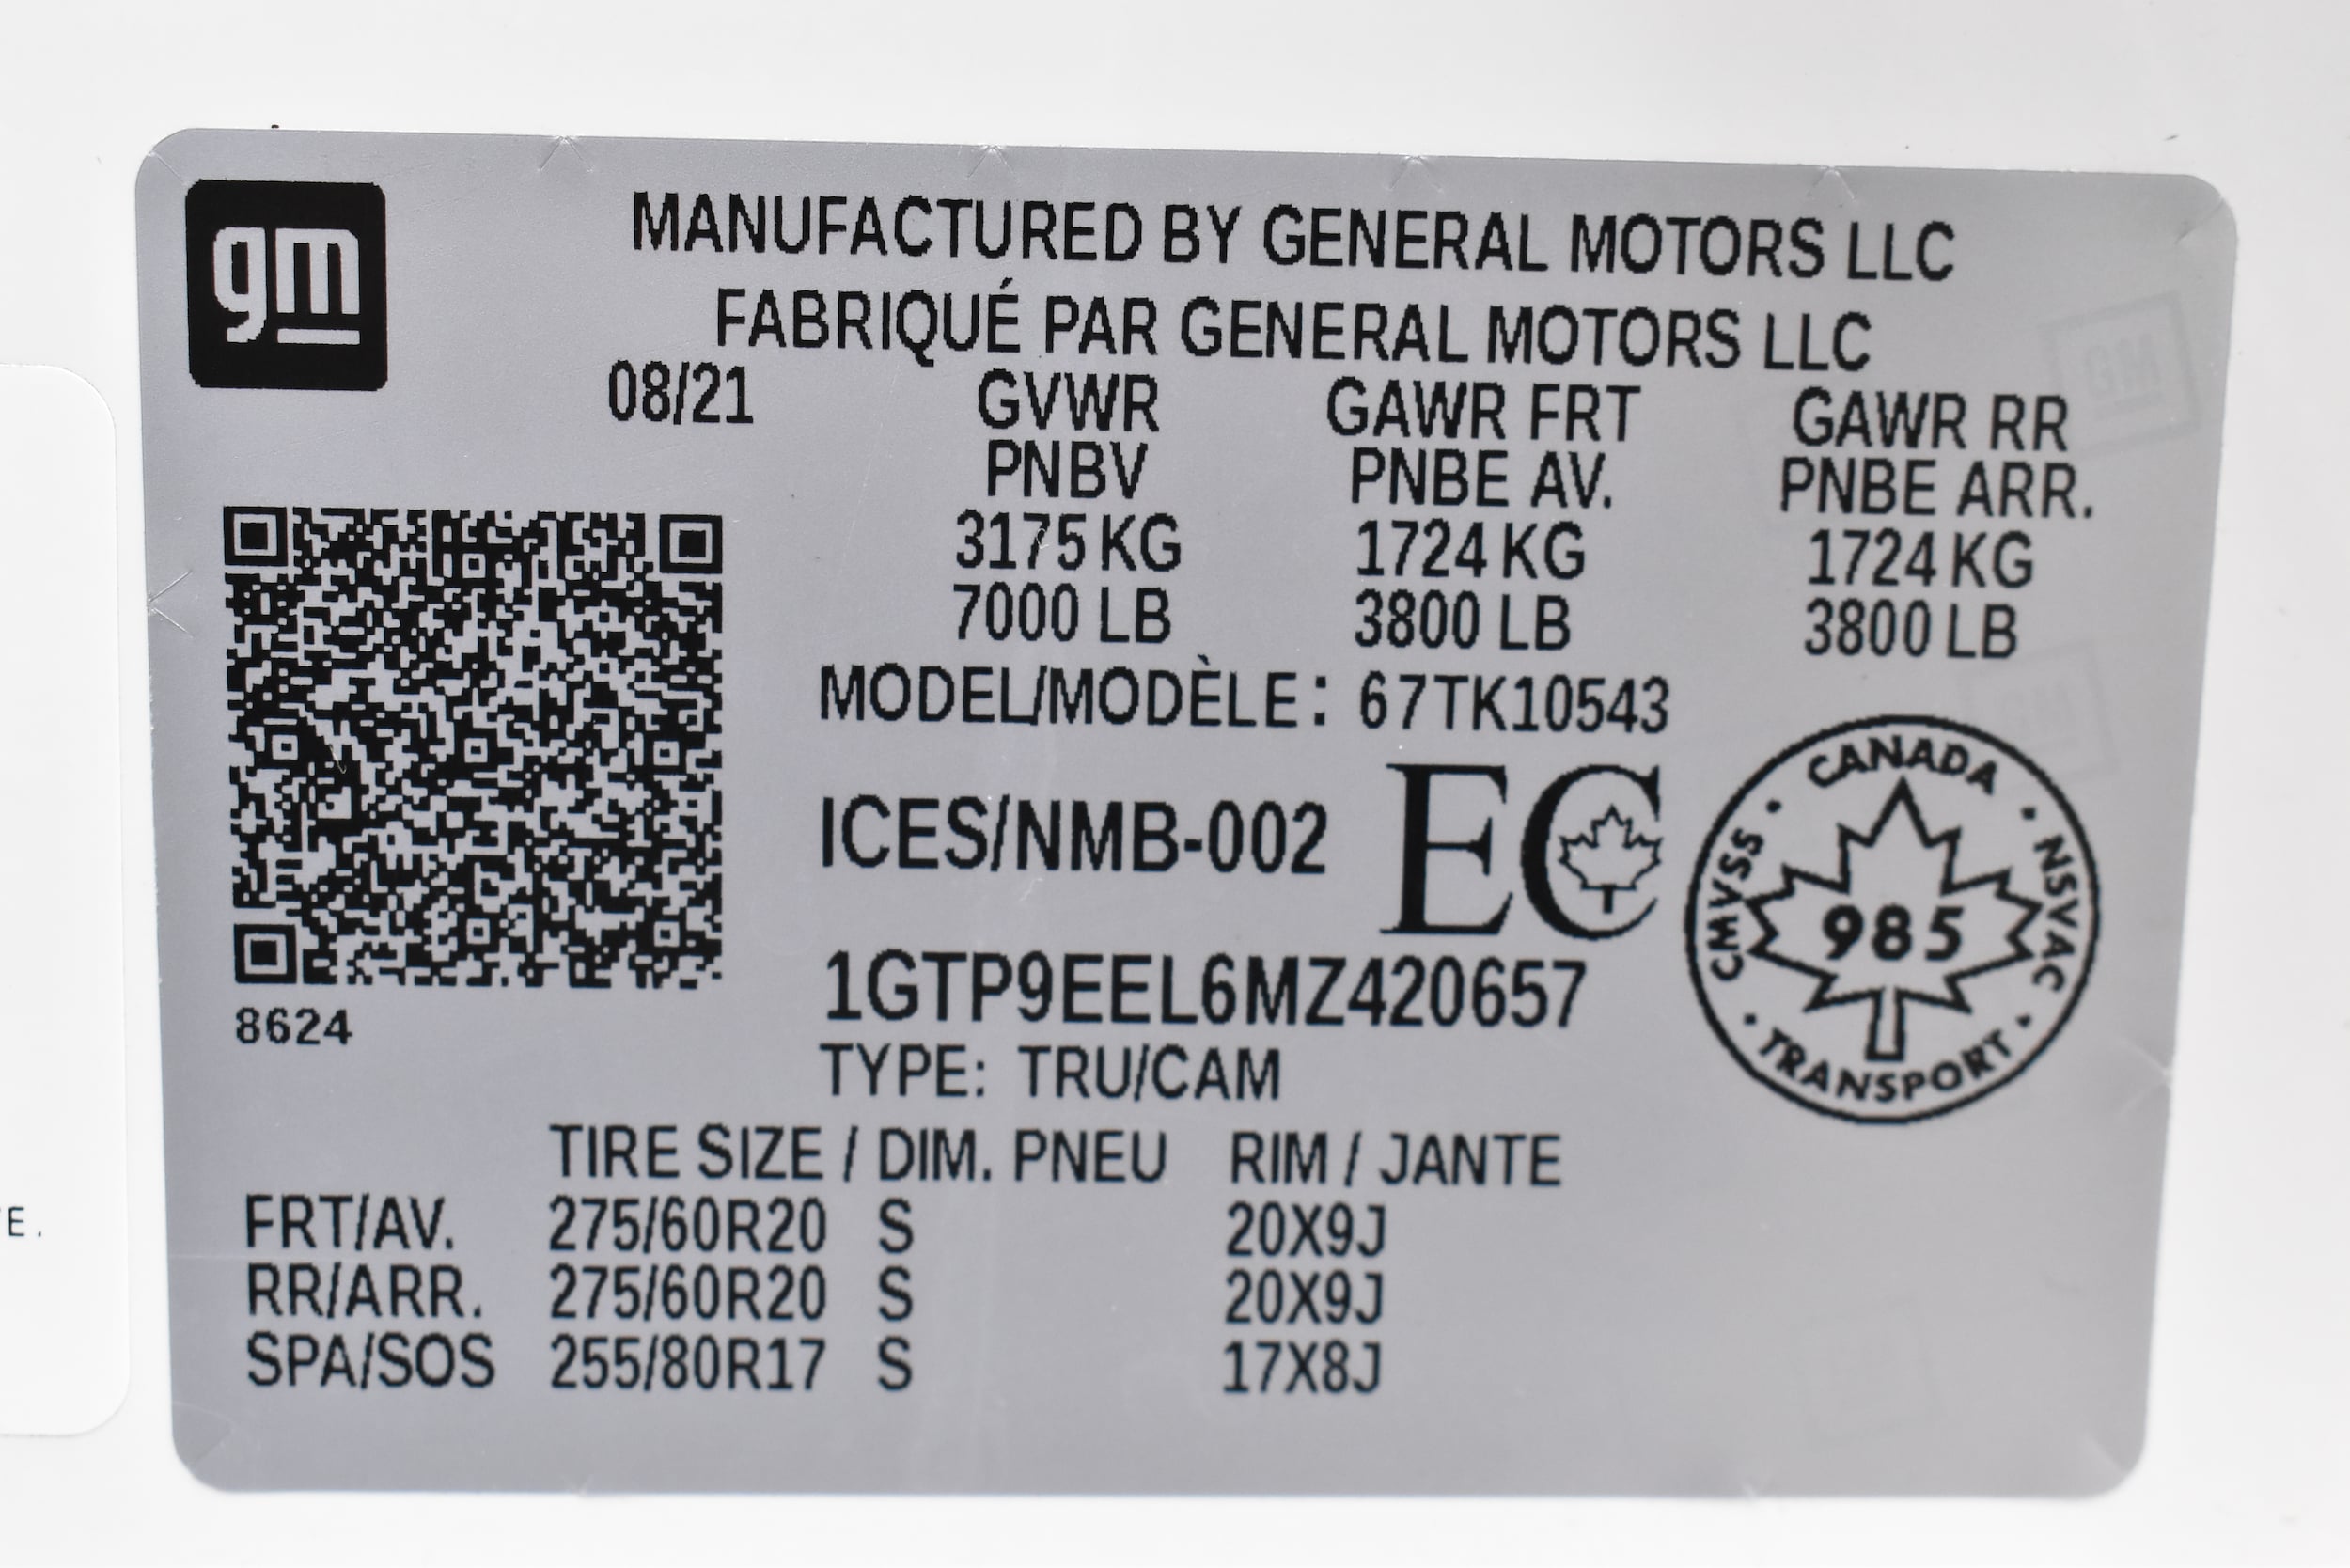 gm
MANUFACTURED BY GENERAL MOTORS LLC
FABRIQUÉ PAR GENERAL MOTORS LLC
08/21 GVWR GAWR FRT GAWR RR
PNBV PNBE AV. PNBE ARR.
3175 KG 1724 KG 1724 KG
7000 LB 3800 LB 3800 LB
MODEL/MODÈLE: 67TK10543
ICES/NMB-002 EC
CANADA · NSVAC · TRANSPORT · CMVSS ·
985
1GTP9EEL6MZ420657
8624
TYPE: TRU/CAM
TIRE SIZE / DIM. PNEU RIM / JANTE
FRT/AV. 275/60R20 S 20X9J
RR/ARR. 275/60R20 S 20X9J
SPA/SOS 255/80R17 S 17X8J